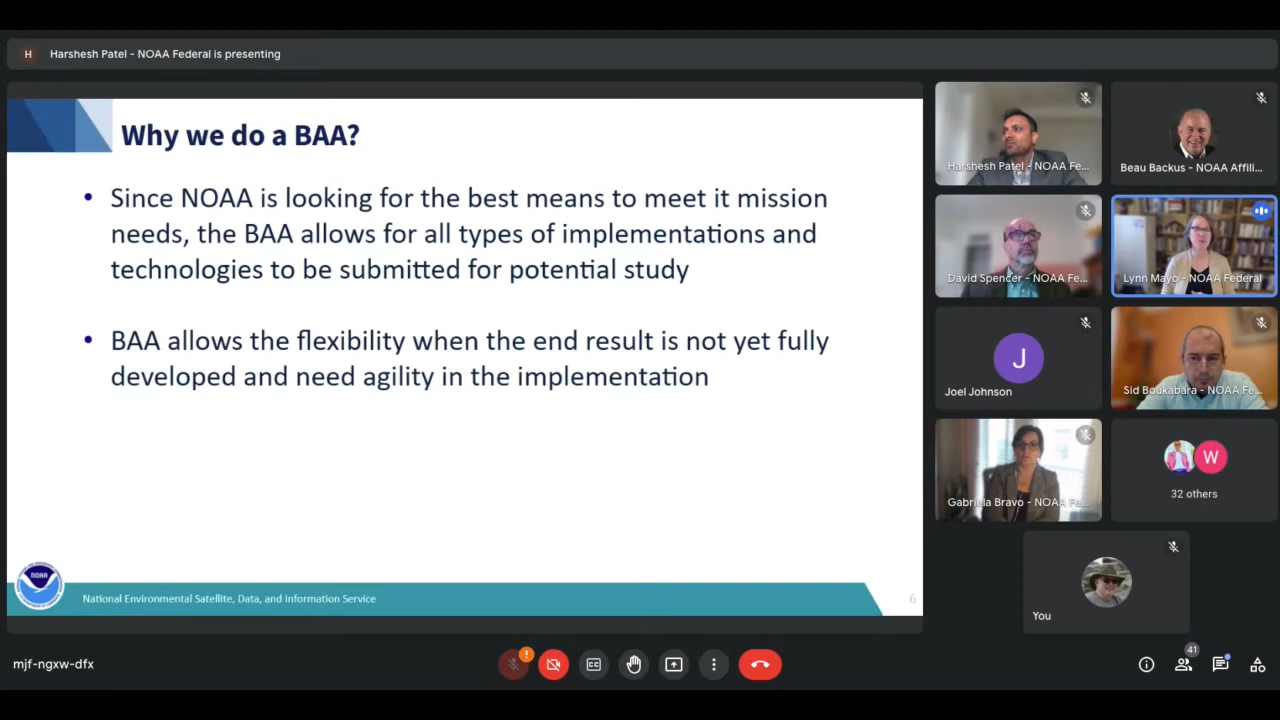 H Harshesh Patel - NOAA Federal is presenting
Why we do a BAA?
• Since NOAA is looking for the best means to meet it mission
needs, the BAA allows for all types of implementations and
technologies to be submitted for potential study
• BAA allows the flexibility when the end result is not yet fully
developed and need agility in the implementation
NOAA
National Environmental Satellite, Data, and Information Service
6
Harshesh Patel - NOAA Fe...
Beau Backus - NOAA Affili...
David Spencer - NOAA Fe...
Lynn Mayo - NOAA Federal
J
Joel Johnson
Sid Boukabara - NOAA Fe...
Gabriela Bravo - NOAA Fe...
W
32 others
You
mjf-ngxw-dfx
!
CC
41